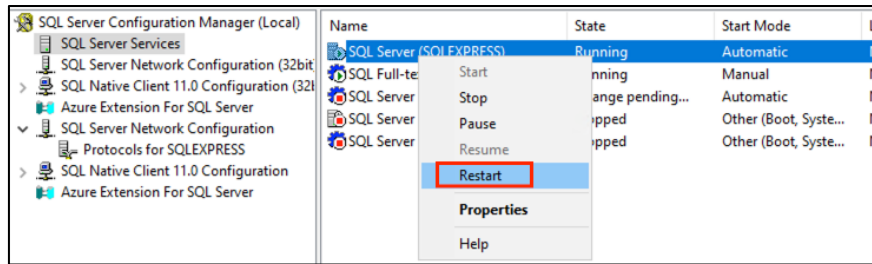 SQL Server Configuration Manager (Local)
SQL Server Services
SQL Server Network Configuration (32bit
SQL Native Client 11.0 Configuration (32b
Azure Extension For SQL Server
SQL Server Network Configuration
Protocols for SQLEXPRESS
SQL Native Client 11.0 Configuration
Azure Extension For SQL Server
Name State Start Mode
SQL Server (SQLEXPRESS) Running Automatic
SQL Full-te nning Manual
SQL Server ange pending... Automatic
SQL Server pped Other (Boot, Syste...
SQL Server pped Other (Boot, Syste...
Start
Stop
Pause
Resume
Restart
Properties
Help